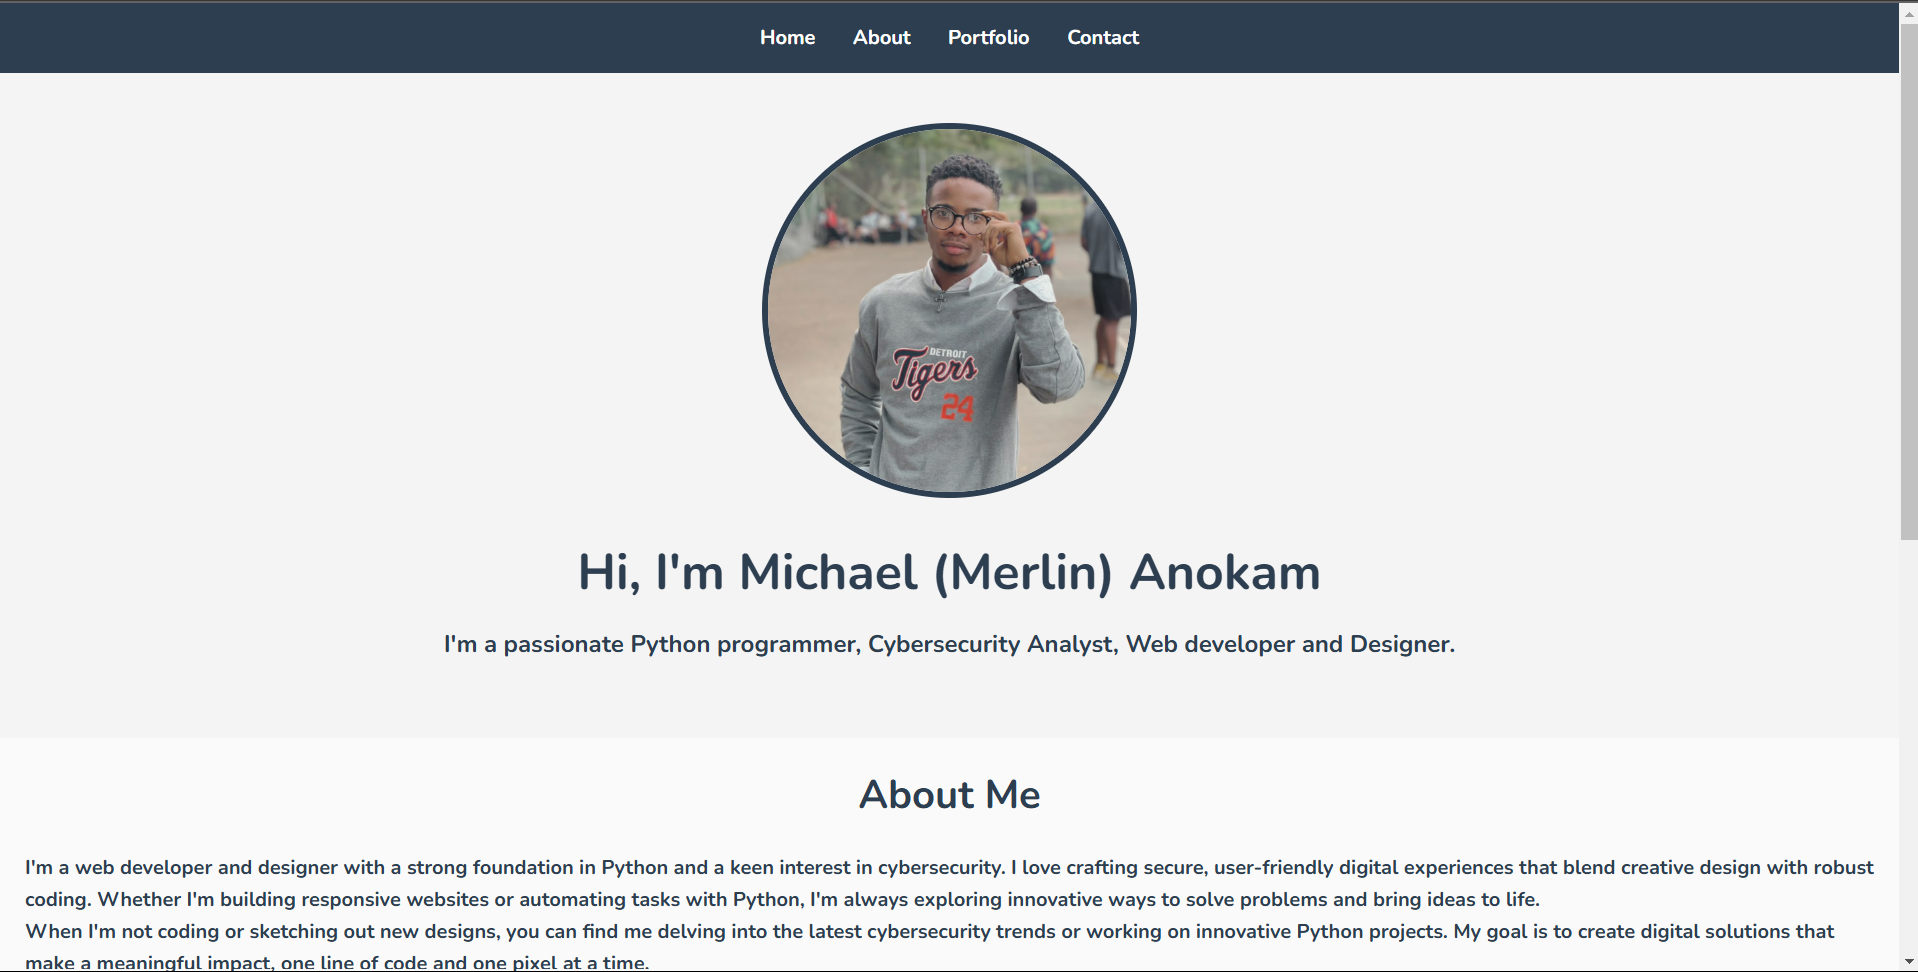 Home About Portfolio Contact
DETROIT
Tigers
24
Hi, I'm Michael (Merlin) Anokam
I'm a passionate Python programmer, Cybersecurity Analyst, Web developer and Designer.
About Me
I'm a web developer and designer with a strong foundation in Python and a keen interest in cybersecurity. I love crafting secure, user-friendly digital experiences that blend creative design with robust
coding. Whether I'm building responsive websites or automating tasks with Python, I'm always exploring innovative ways to solve problems and bring ideas to life.
When I'm not coding or sketching out new designs, you can find me delving into the latest cybersecurity trends or working on innovative Python projects. My goal is to create digital solutions that
make a meaningful impact, one line of code and one pixel at a time.